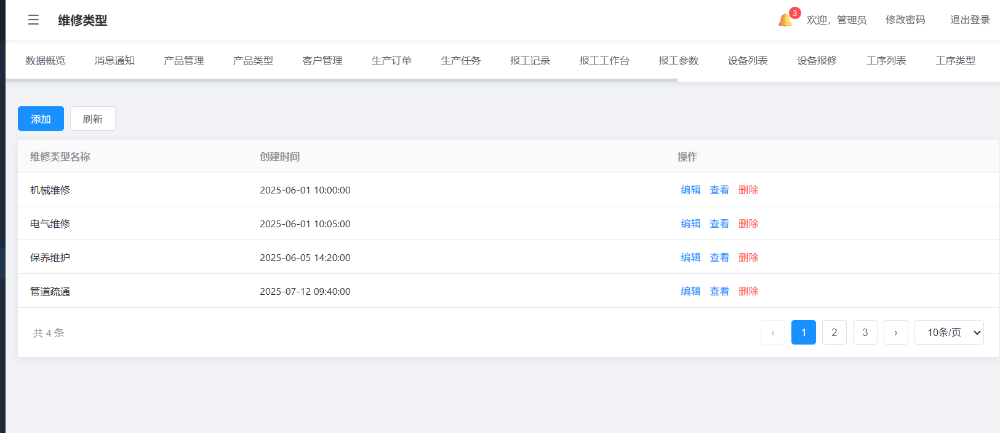 ☰ 维修类型 3 欢迎，管理员 修改密码 退出登录
数据概览 消息通知 产品管理 产品类型 客户管理 生产订单 生产任务 报工记录 报工工作台 报工参数 设备列表 设备报修 工序列表 工序类型
添加 刷新
维修类型名称 创建时间 操作
机械维修 2025-06-01 10:00:00 编辑 查看 删除
电气维修 2025-06-01 10:05:00 编辑 查看 删除
保养维护 2025-06-05 14:20:00 编辑 查看 删除
管道疏通 2025-07-12 09:40:00 编辑 查看 删除
共 4 条 ‹ 1 2 3 › 10条/页